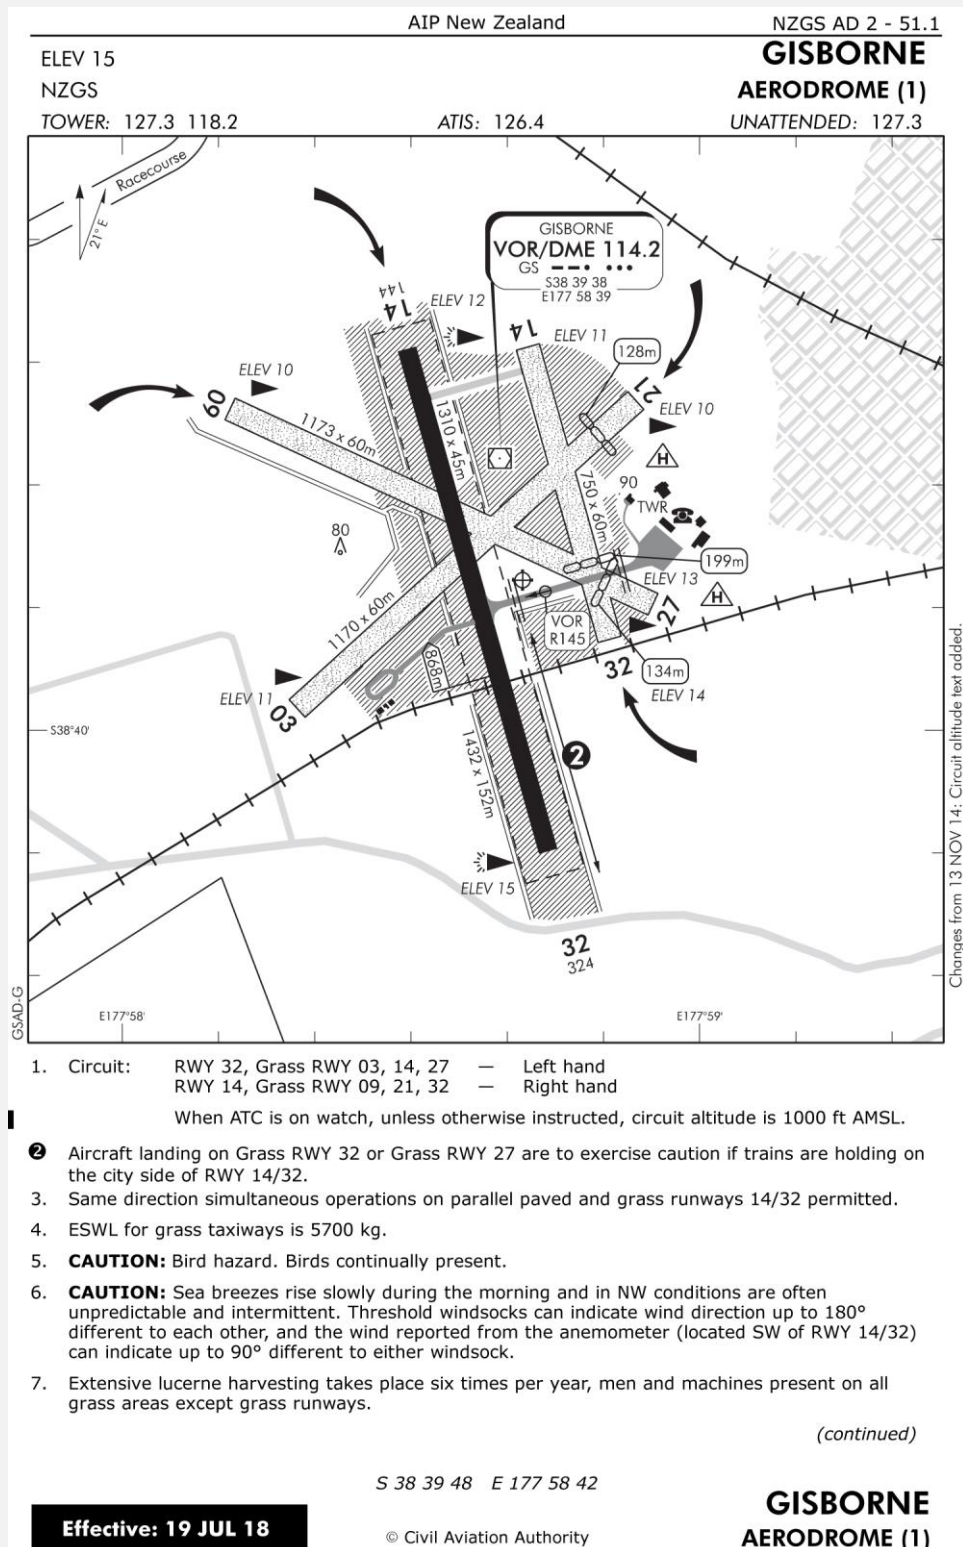 AIP New Zealand
NZGS AD 2 - 51.1
ELEV 15
GISBORNE
NZGS
AERODROME (1)
TOWER: 127.3 118.2
ATIS: 126.4
UNATTENDED: 127.3
Racecourse
21° E
GISBORNE
VOR/DME 114.2
GS
S38 39 38
E177 58 39
144
14
ELEV 12
14
ELEV 11
128m
21
ELEV 10
ELEV 10
09
1173 x 60m
1310 x 45m
H
90
TWR
750 x 60m
80
199m
ELEV 13
H
VOR
R145
27
1170 x 60m
868m
134m
32
ELEV 14
ELEV 11
03
S38°40'
1432 x 152m
2
ELEV 15
32
324
E177°58'
E177°59'
GSAD-G
Changes from 13 NOV 14: Circuit altitude text added.
1. Circuit: RWY 32, Grass RWY 03, 14, 27 — Left hand
RWY 14, Grass RWY 09, 21, 32 — Right hand
When ATC is on watch, unless otherwise instructed, circuit altitude is 1000 ft AMSL.
2 Aircraft landing on Grass RWY 32 or Grass RWY 27 are to exercise caution if trains are holding on
the city side of RWY 14/32.
3. Same direction simultaneous operations on parallel paved and grass runways 14/32 permitted.
4. ESWL for grass taxiways is 5700 kg.
5. CAUTION: Bird hazard. Birds continually present.
6. CAUTION: Sea breezes rise slowly during the morning and in NW conditions are often
unpredictable and intermittent. Threshold windsocks can indicate wind direction up to 180°
different to each other, and the wind reported from the anemometer (located SW of RWY 14/32)
can indicate up to 90° different to either windsock.
7. Extensive lucerne harvesting takes place six times per year, men and machines present on all
grass areas except grass runways.
(continued)
S 38 39 48 E 177 58 42
GISBORNE
Effective: 19 JUL 18
© Civil Aviation Authority
AERODROME (1)